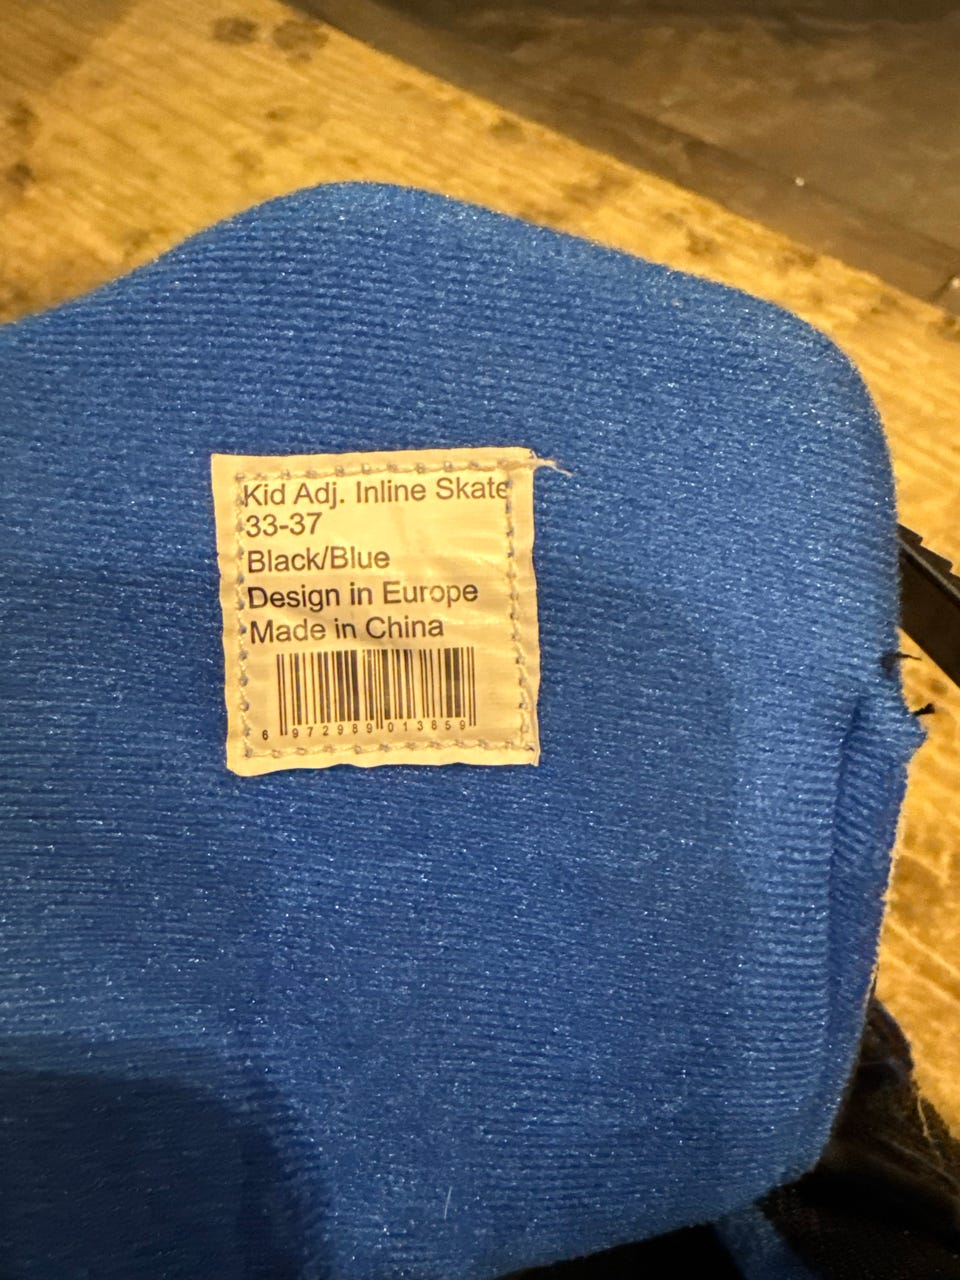 Kid Adj. Inline Skate
33-37
Black/Blue
Design in Europe
Made in China
6 972989 013859